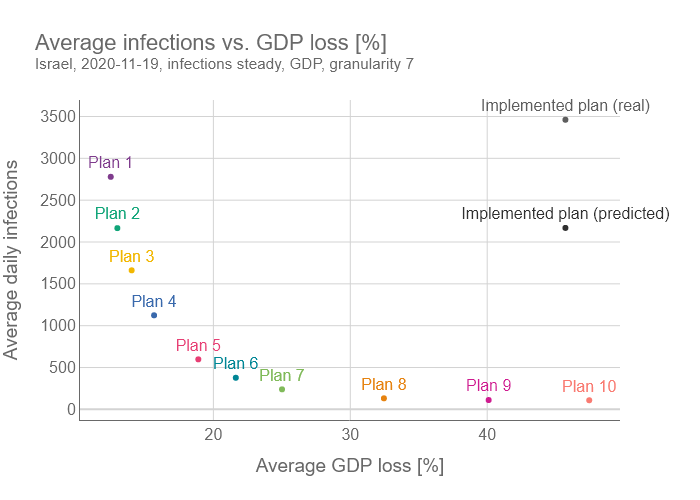 Average infections vs. GDP loss [%]
Israel, 2020-11-19, infections steady, GDP, granularity 7
Implemented plan (real)
3500
3000
Plan 1
2500
Plan 2
Implemented plan (predicted)
2000
Plan 3
1500
Plan 4
1000
Plan 5
Plan 6
500
Plan 7
Plan 8
Plan 9
Plan 10
0
20
30
40
Average GDP loss [%]
Average daily infections